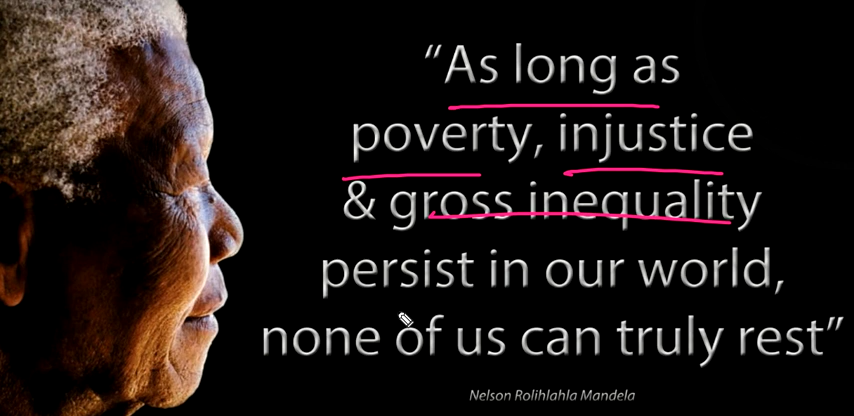 “As long as
poverty, injustice
& gross inequality
persist in our world,
none of us can truly rest”
Nelson Rolihlahla Mandela